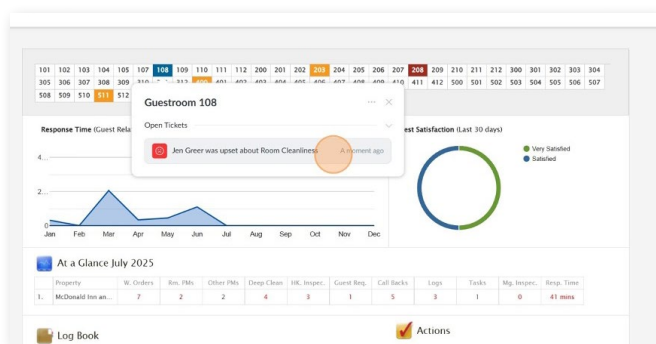 101 102 103 104 105 107 108 109 110 111 112 200 201 202 203 204 205 206 207 208 209 210 211 212 300 301 302 303 304
305 306 307 308 309 411 412 500 501 502 503 504 505 506 507
508 509 510 511 512
Guestroom 108
Open Tickets
Jen Greer was upset about Room Cleanliness A moment ago
Response Time (Guest Rela
est Satisfaction (Last 30 days)
Very Satisfied
Satisfied
4...
2...
0
Jan Feb Mar Apr May Jun Jul Aug Sep Oct Nov Dec
At a Glance July 2025
Property W. Orders Rm. PMs Other PMs Deep Clean HK. Inspec. Guest Req. Call Backs Logs Tasks Mg. Inspec. Resp. Time
1. McDonald Inn an... 7 2 2 4 3 1 5 3 1 0 41 mins
Log Book
Actions